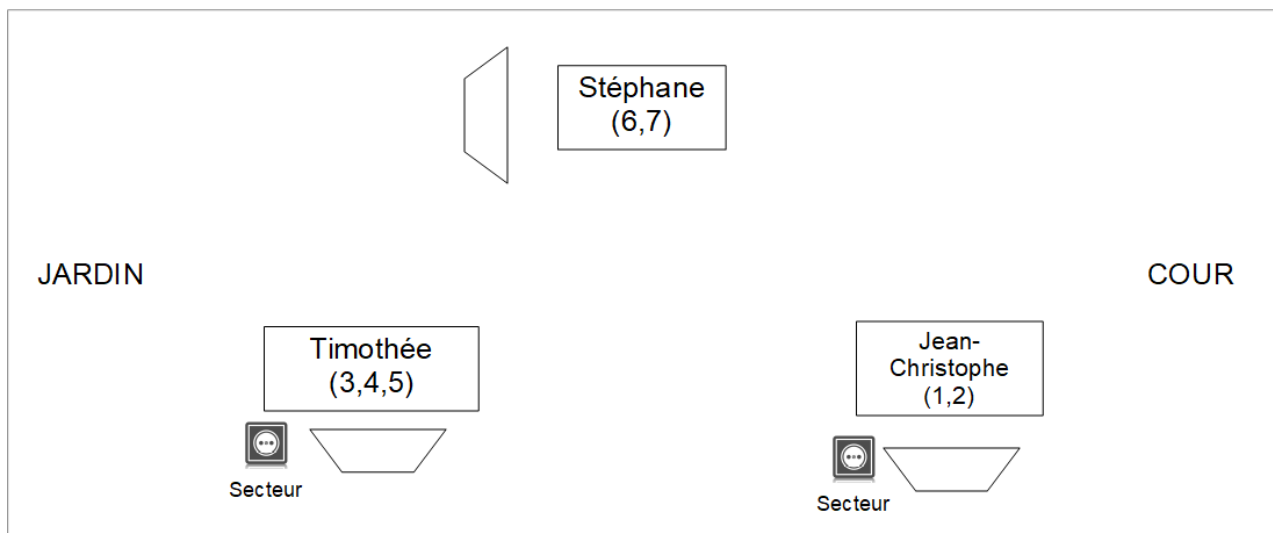 Stéphane
(6,7)
JARDIN
COUR
Timothée
(3,4,5)
Jean-
Christophe
(1,2)
Secteur
Secteur